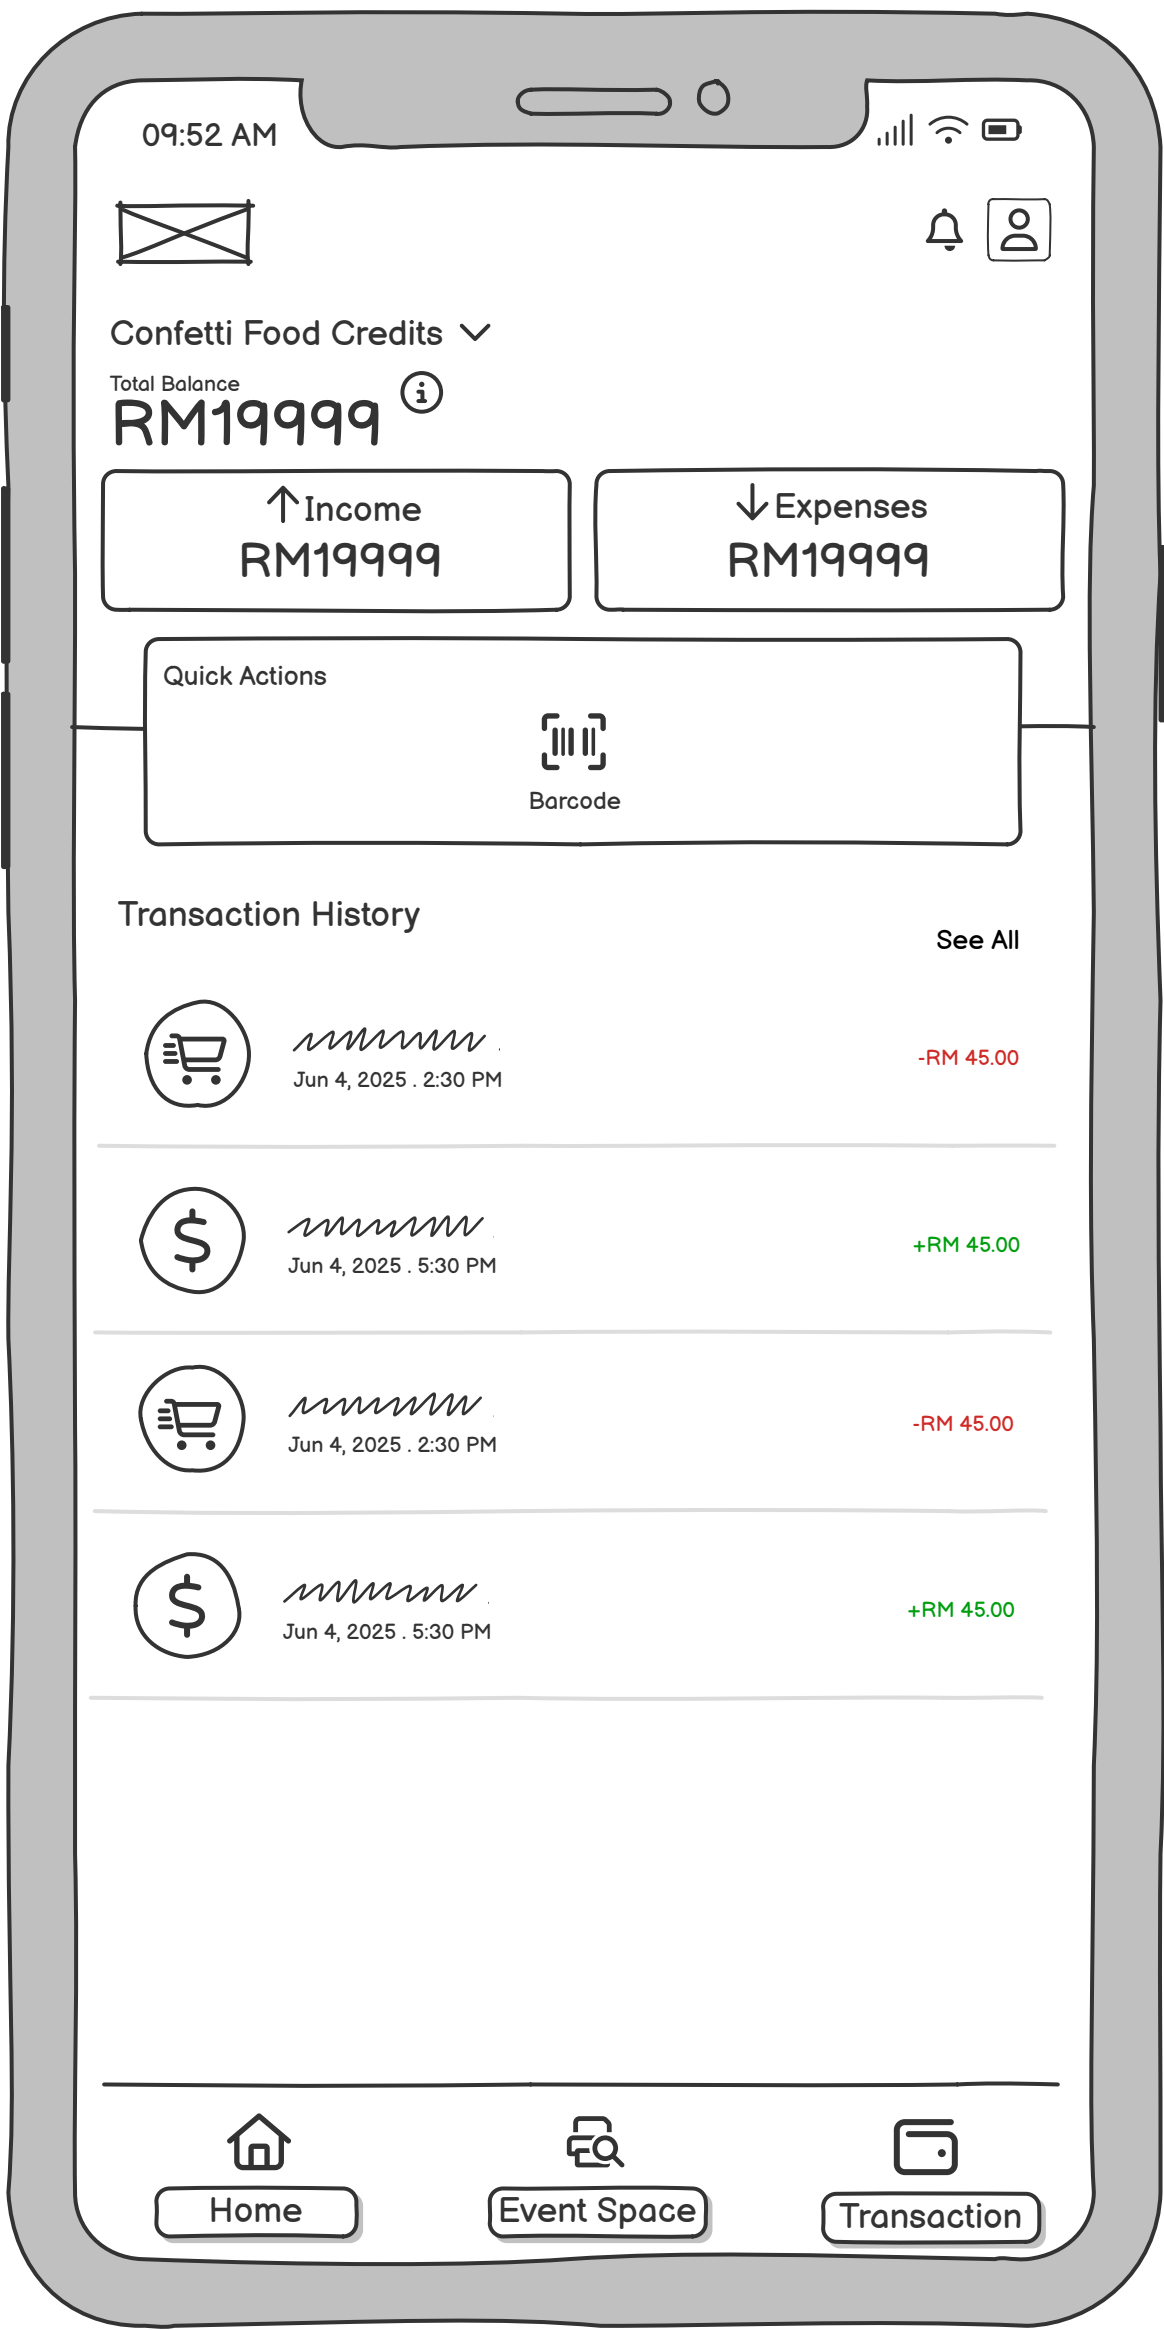 09:52 AM
Confetti Food Credits
Total Balance
RM19999
Income
RM19999
Expenses
RM19999
Quick Actions
Barcode
Transaction History
See All
Jun 4, 2025 . 2:30 PM
-RM 45.00
Jun 4, 2025 . 5:30 PM
+RM 45.00
Jun 4, 2025 . 2:30 PM
-RM 45.00
Jun 4, 2025 . 5:30 PM
+RM 45.00
Home
Event Space
Transaction